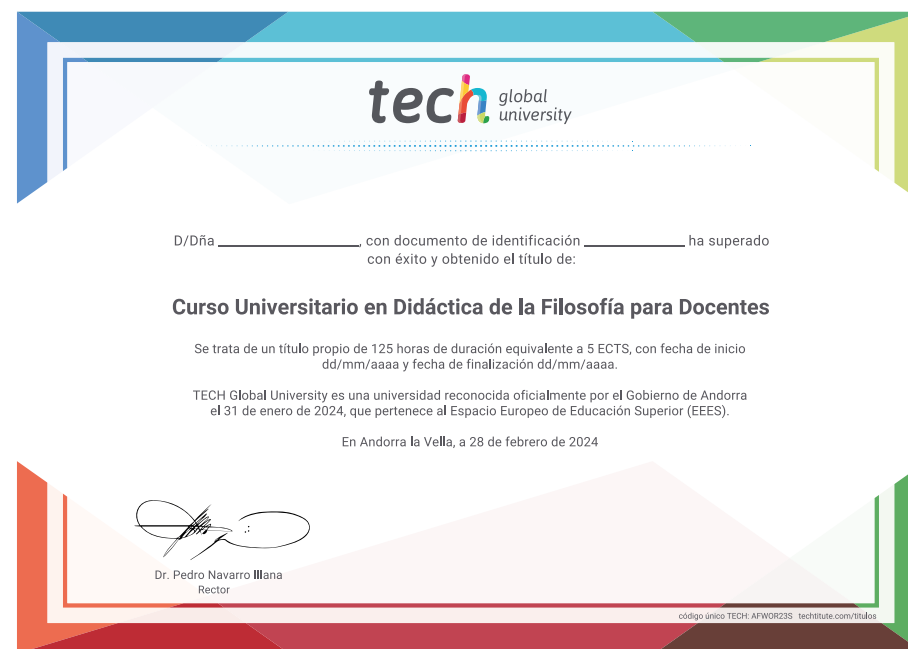 tech global university
D/Dña ____________________, con documento de identificación ______________ ha superado
con éxito y obtenido el título de:
Curso Universitario en Didáctica de la Filosofía para Docentes
Se trata de un título propio de 125 horas de duración equivalente a 5 ECTS, con fecha de inicio
dd/mm/aaaa y fecha de finalización dd/mm/aaaa.
TECH Global University es una universidad reconocida oficialmente por el Gobierno de Andorra
el 31 de enero de 2024, que pertenece al Espacio Europeo de Educación Superior (EEES).
En Andorra la Vella, a 28 de febrero de 2024
Dr. Pedro Navarro Illana
Rector
código único TECH: AFWOR23S techtitute.com/titulos